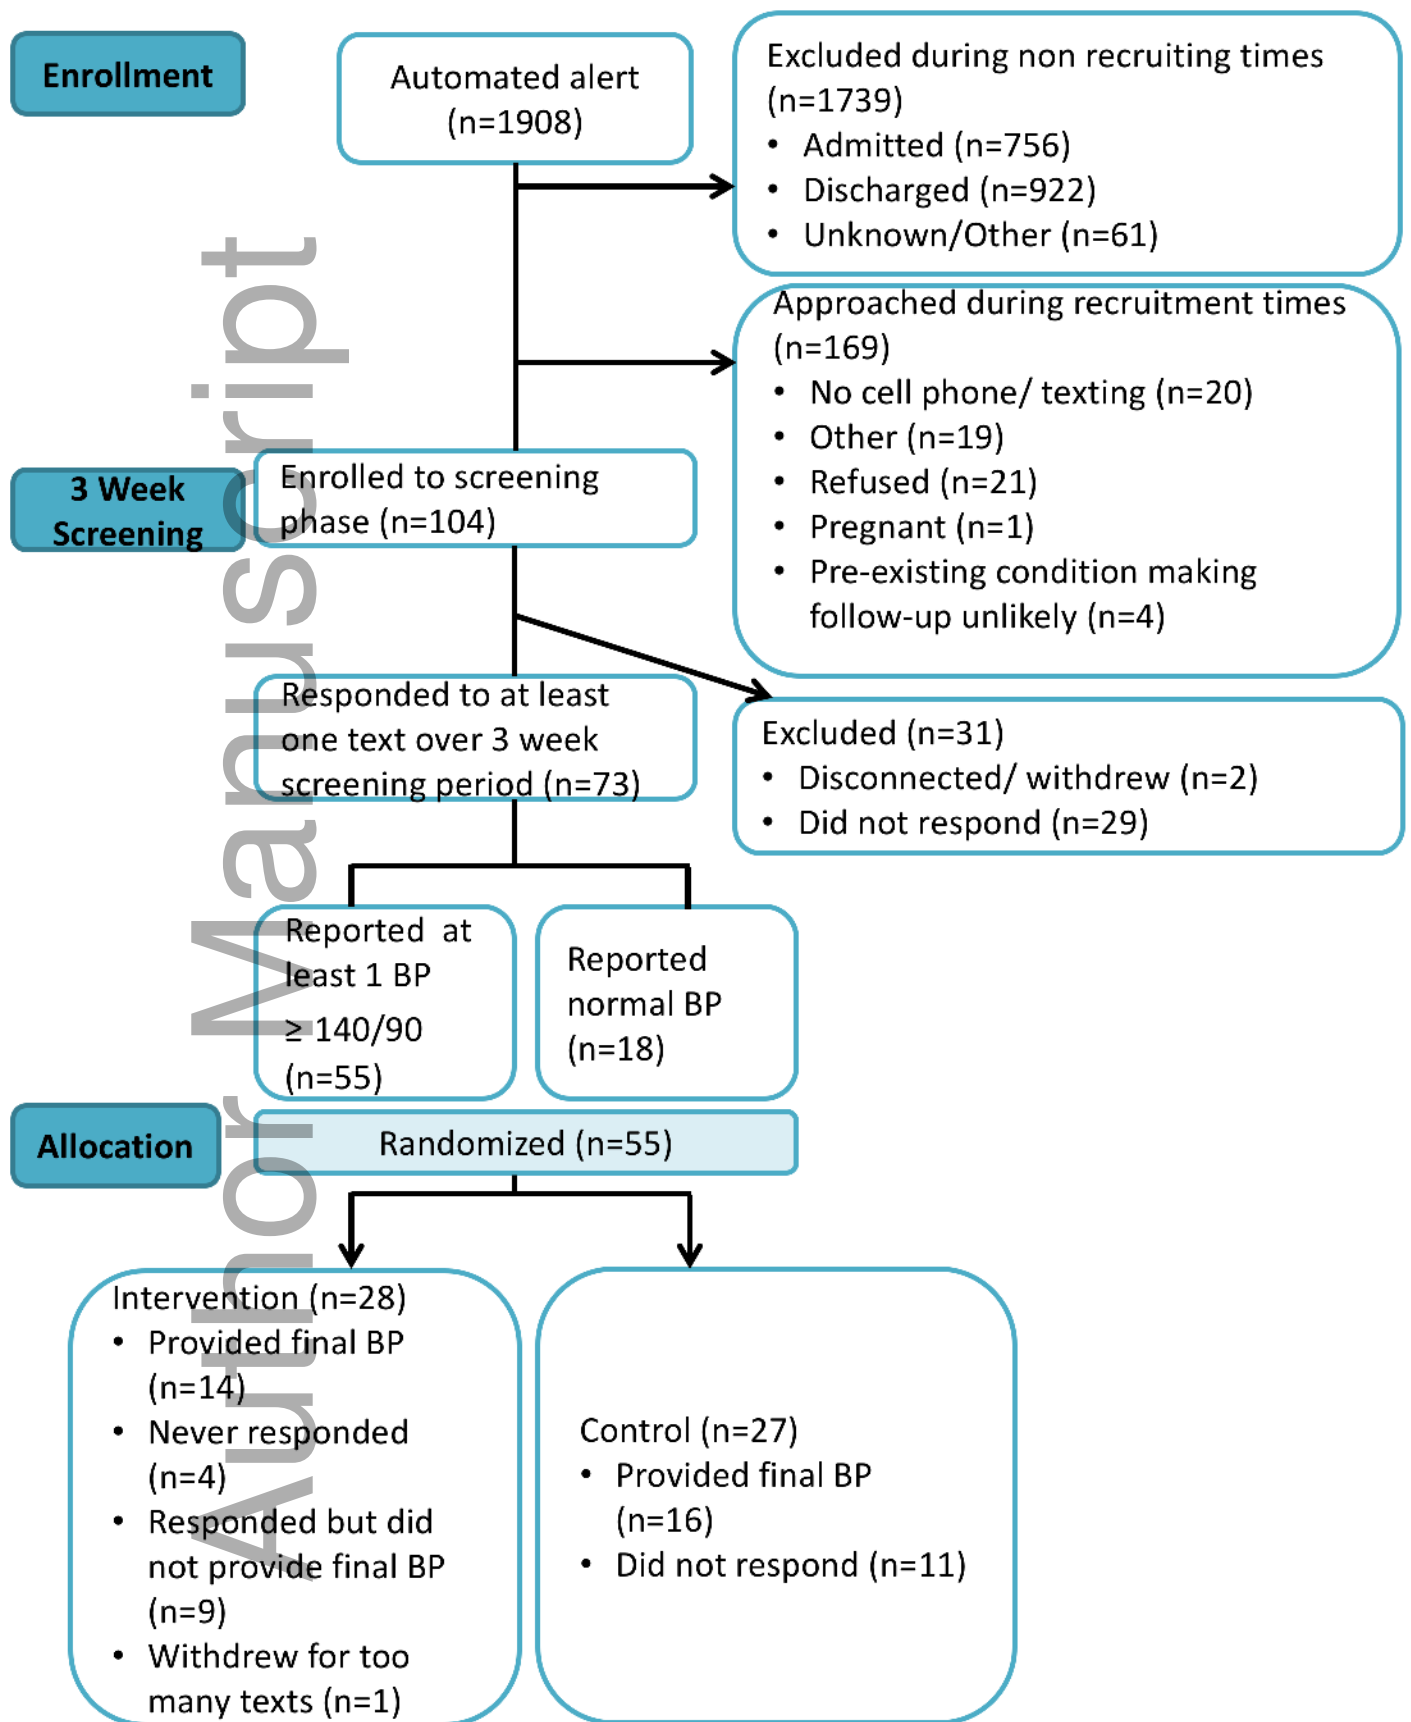 Enrollment
Automated alert
(n=1908)
Excluded during non recruiting times
(n=1739)
• Admitted (n=756)
• Discharged (n=922)
• Unknown/Other (n=61)
Approached during recruitment times
(n=169)
• No cell phone/ texting (n=20)
• Other (n=19)
• Refused (n=21)
• Pregnant (n=1)
• Pre-existing condition making
follow-up unlikely (n=4)
3 Week
Screening
Enrolled to screening
phase (n=104)
Responded to at least
one text over 3 week
screening period (n=73)
Excluded (n=31)
• Disconnected/ withdrew (n=2)
• Did not respond (n=29)
Reported at
least 1 BP
≥ 140/90
(n=55)
Reported
normal BP
(n=18)
Allocation
Randomized (n=55)
Intervention (n=28)
• Provided final BP
(n=14)
• Never responded
(n=4)
• Responded but did
not provide final BP
(n=9)
• Withdrew for too
many texts (n=1)
Control (n=27)
• Provided final BP
(n=16)
• Did not respond (n=11)
Author Manuscript